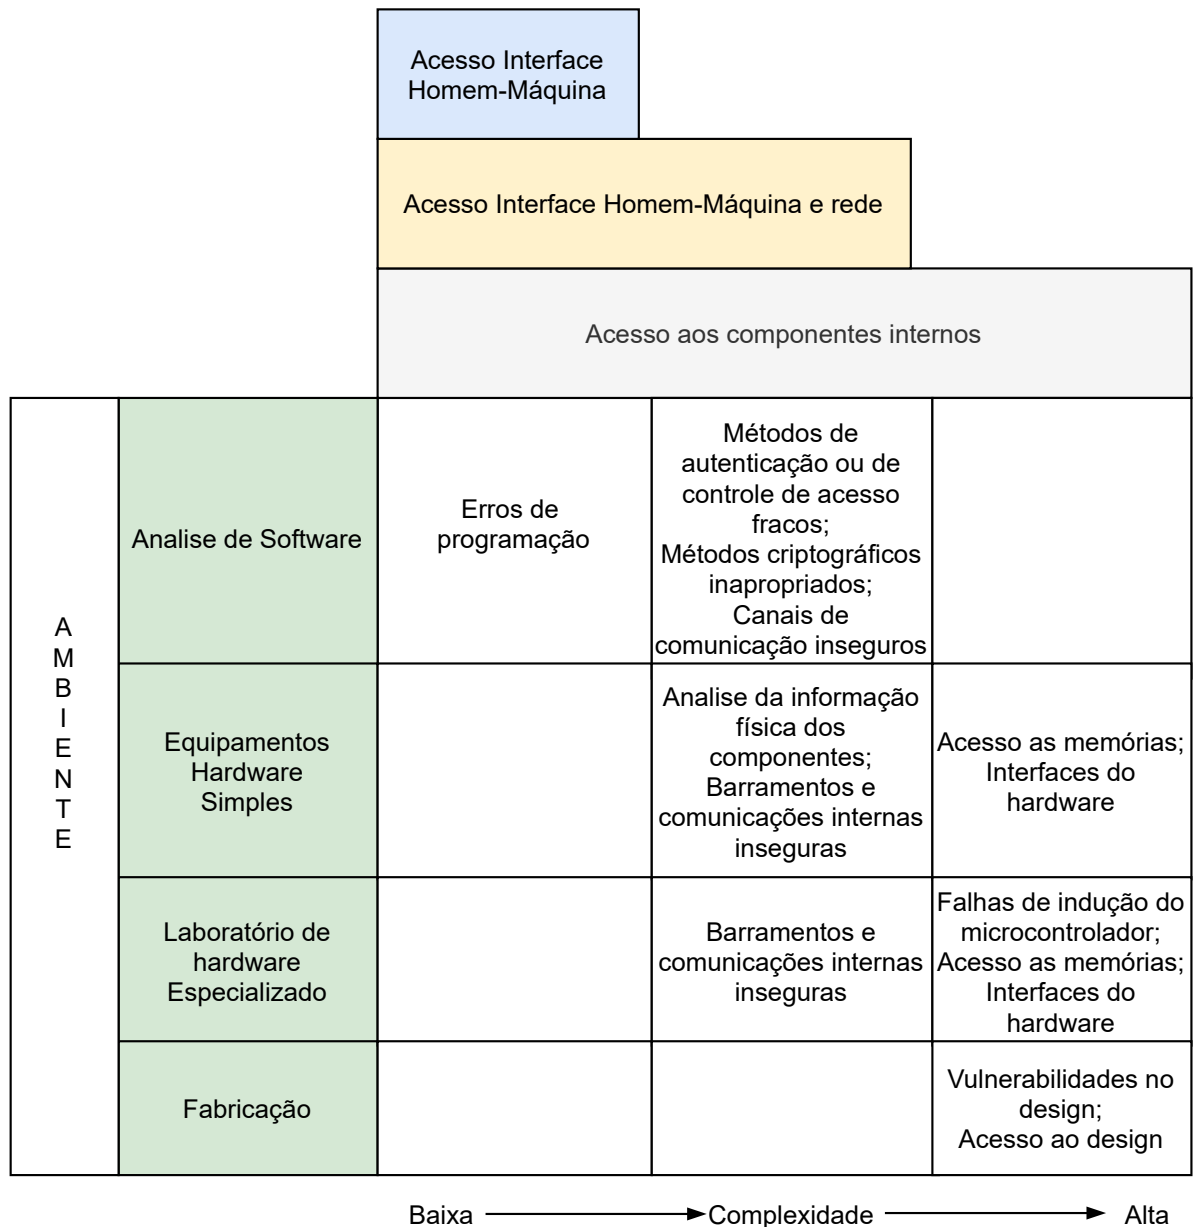 Acesso Interface
Homem-Máquina
Acesso Interface Homem-Máquina e rede
Acesso aos componentes internos
A
M
B
I
E
N
T
E
Analise de Software
Erros de
programação
Métodos de
autenticação ou de
controle de acesso
fracos;
Métodos criptográficos
inapropriados;
Canais de
comunicação inseguros
Equipamentos
Hardware
Simples
Analise da informação
física dos
componentes;
Barramentos e
comunicações internas
inseguras
Acesso as memórias;
Interfaces do
hardware
Laboratório de
hardware
Especializado
Barramentos e
comunicações internas
inseguras
Falhas de indução do
microcontrolador;
Acesso as memórias;
Interfaces do
hardware
Fabricação
Vulnerabilidades no
design;
Acesso ao design
Baixa Complexidade Alta